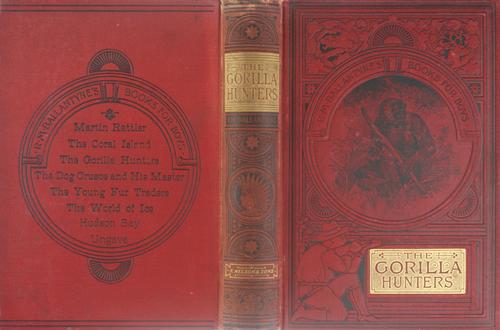 R.M. BALLANTYNE'S BOOKS FOR BOYS
Martin Rattler
The Coral Island
The Gorilla Hunters
The Dog Crusoe and His Master
The Young Fur Traders
The World of Ice
Hudson Bay
Ungava
THE
GORILLA
HUNTERS
T. NELSON & SONS
R.M. BALLANTYNE'S BOOKS FOR BOYS
THE
GORILLA
HUNTERS